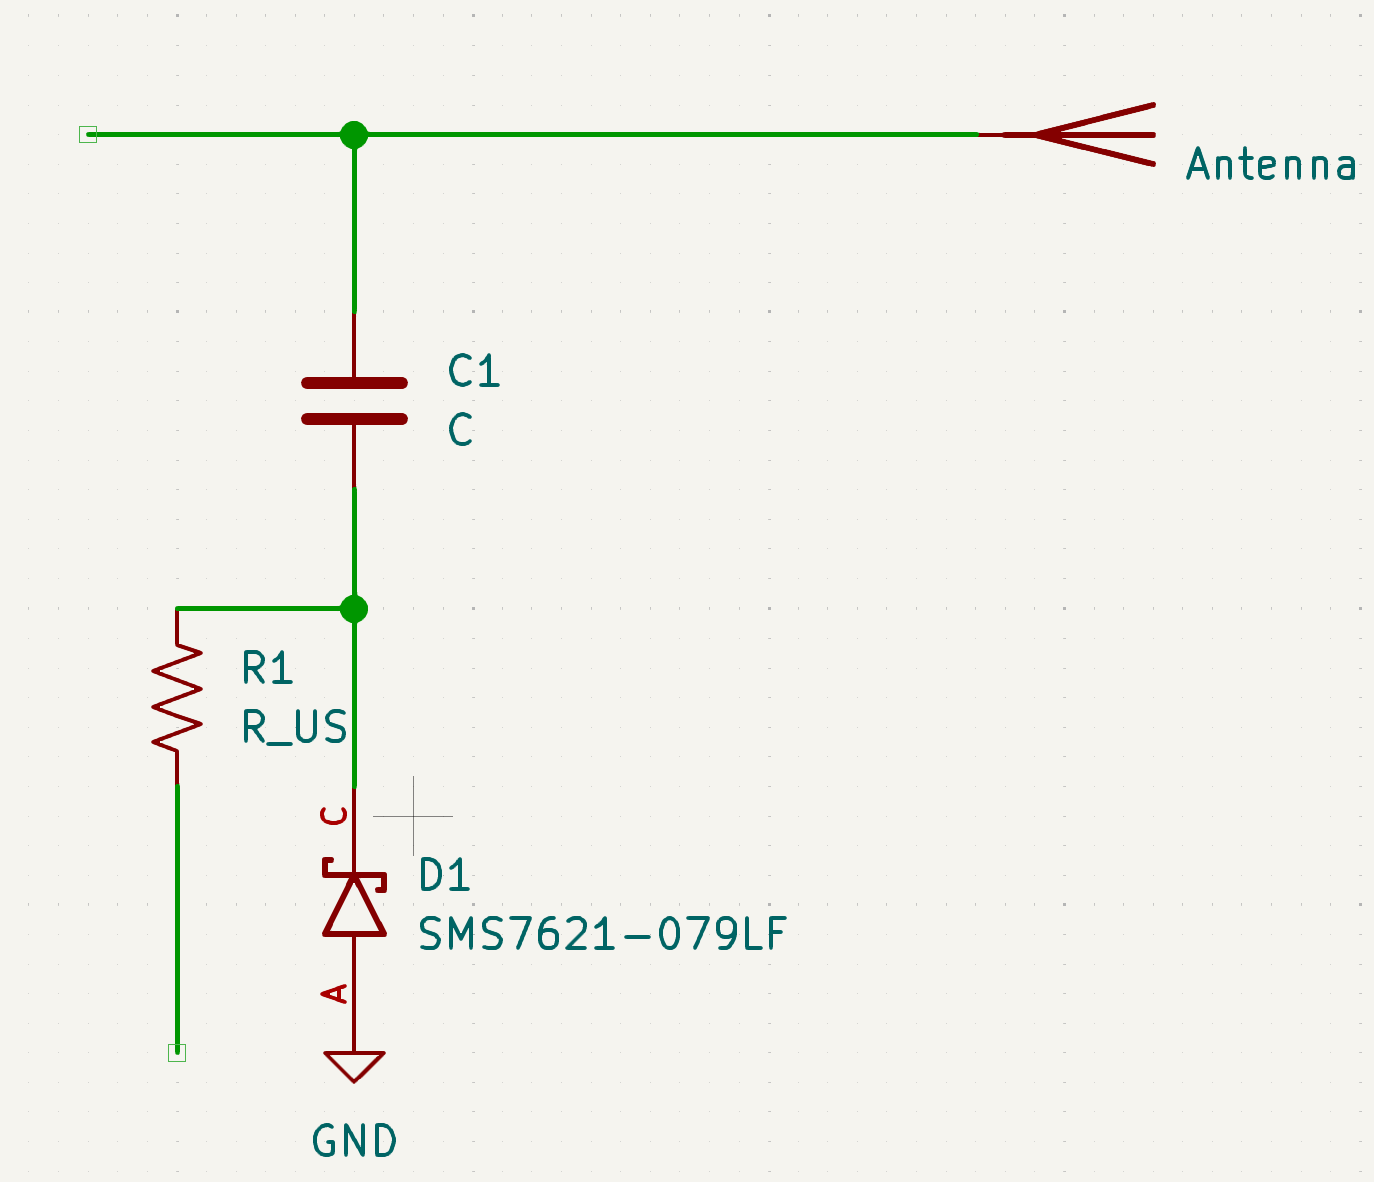 Antenna
C1
C
R1
R_US
C
D1
SMS7621-079LF
A
GND